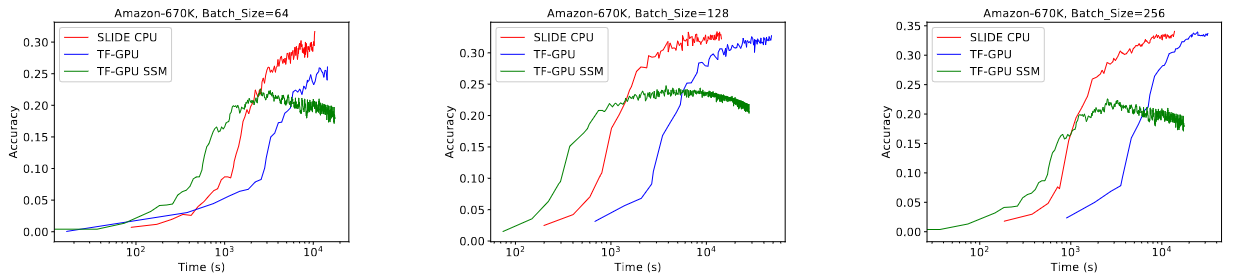 Amazon-670K, Batch_Size=64
SLIDE CPU
TF-GPU
TF-GPU SSM
Accuracy
0.30
0.25
0.20
0.15
0.10
0.05
0.00
10²
10³
10⁴
Time (s)
Amazon-670K, Batch_Size=128
SLIDE CPU
TF-GPU
TF-GPU SSM
Accuracy
0.35
0.30
0.25
0.20
0.15
0.10
0.05
0.00
10²
10³
10⁴
Time (s)
Amazon-670K, Batch_Size=256
SLIDE CPU
TF-GPU
TF-GPU SSM
Accuracy
0.35
0.30
0.25
0.20
0.15
0.10
0.05
0.00
10²
10³
10⁴
Time (s)